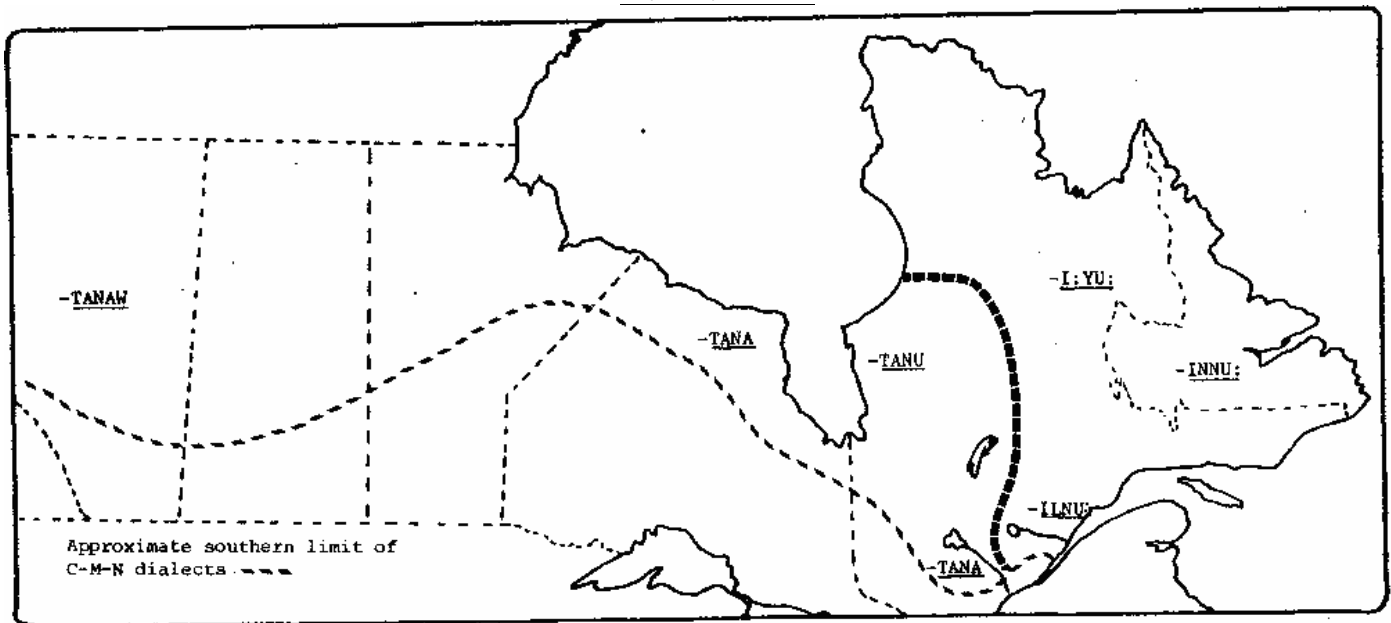 -I:YU:
-TANAW
-TANA
-TANU
-INNU:
-ILNU:
Approximate southern limit of
C-M-N dialects
-TANA